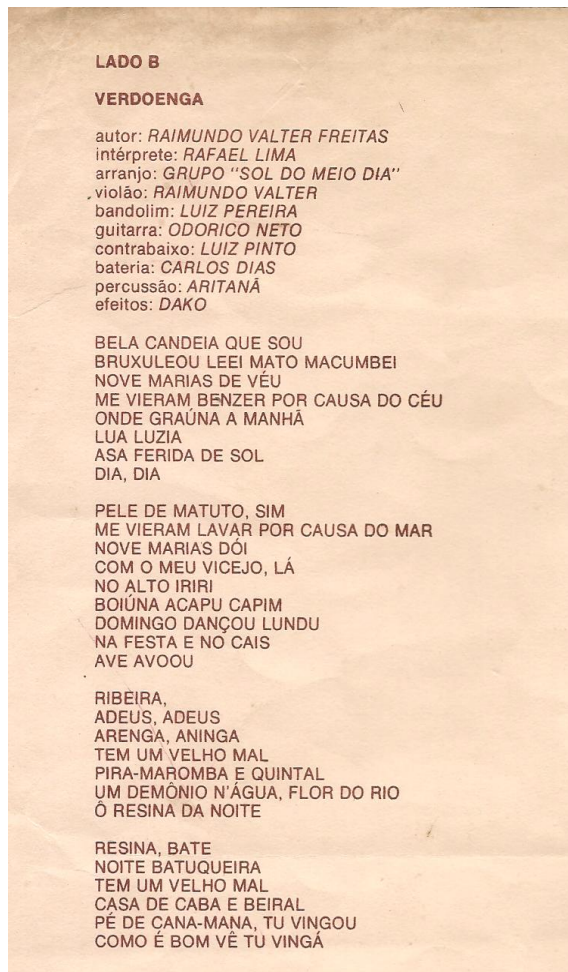 LADO B
VERDOENGA
autor: RAIMUNDO VALTER FREITAS
intérprete: RAFAEL LIMA
arranjo: GRUPO "SOL DO MEIO DIA"
violão: RAIMUNDO VALTER
bandolim: LUIZ PEREIRA
guitarra: ODORICO NETO
contrabaixo: LUIZ PINTO
bateria: CARLOS DIAS
percussão: ARITANÃ
efeitos: DAKO
BELA CANDEIA QUE SOU
BRUXULEOU LEEI MATO MACUMBEI
NOVE MARIAS DE VÉU
ME VIERAM BENZER POR CAUSA DO CÉU
ONDE GRAÚNA A MANHÃ
LUA LUZIA
ASA FERIDA DE SOL
DIA, DIA
PELE DE MATUTO, SIM
ME VIERAM LAVAR POR CAUSA DO MAR
NOVE MARIAS DÓI
COM O MEU VICEJO, LÁ
NO ALTO IRIRI
BOIÚNA ACAPU CAPIM
DOMINGO DANÇOU LUNDU
NA FESTA E NO CAIS
AVE AVOOU
RIBEIRA,
ADEUS, ADEUS
ARENGA, ANINGA
TEM UM VELHO MAL
PIRA-MAROMBA E QUINTAL
UM DEMÔNIO N'ÁGUA, FLOR DO RIO
Ô RESINA DA NOITE
RESINA, BATE
NOITE BATUQUEIRA
TEM UM VELHO MAL
CASA DE CABA E BEIRAL
PÉ DE CANA-MANA, TU VINGOU
COMO É BOM VÊ TU VINGÁ